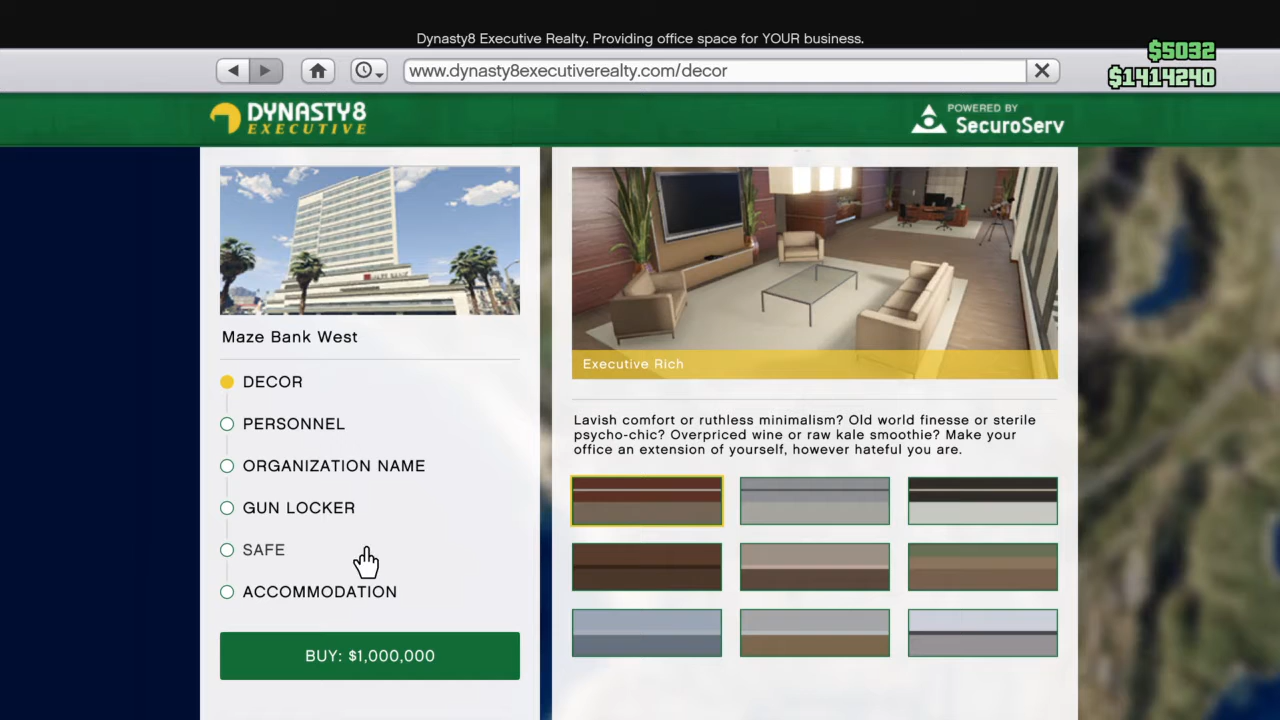 Dynasty8 Executive Realty. Providing office space for YOUR business.
$5032
$1414240
www.dynasty8executiverealty.com/decor
DYNASTY8
EXECUTIVE
POWERED BY
SecuroServ
MAZE BANK
Maze Bank West
DECOR
PERSONNEL
ORGANIZATION NAME
GUN LOCKER
SAFE
ACCOMMODATION
BUY: $1,000,000
Executive Rich
Lavish comfort or ruthless minimalism? Old world finesse or sterile
psycho-chic? Overpriced wine or raw kale smoothie? Make your
office an extension of yourself, however hateful you are.